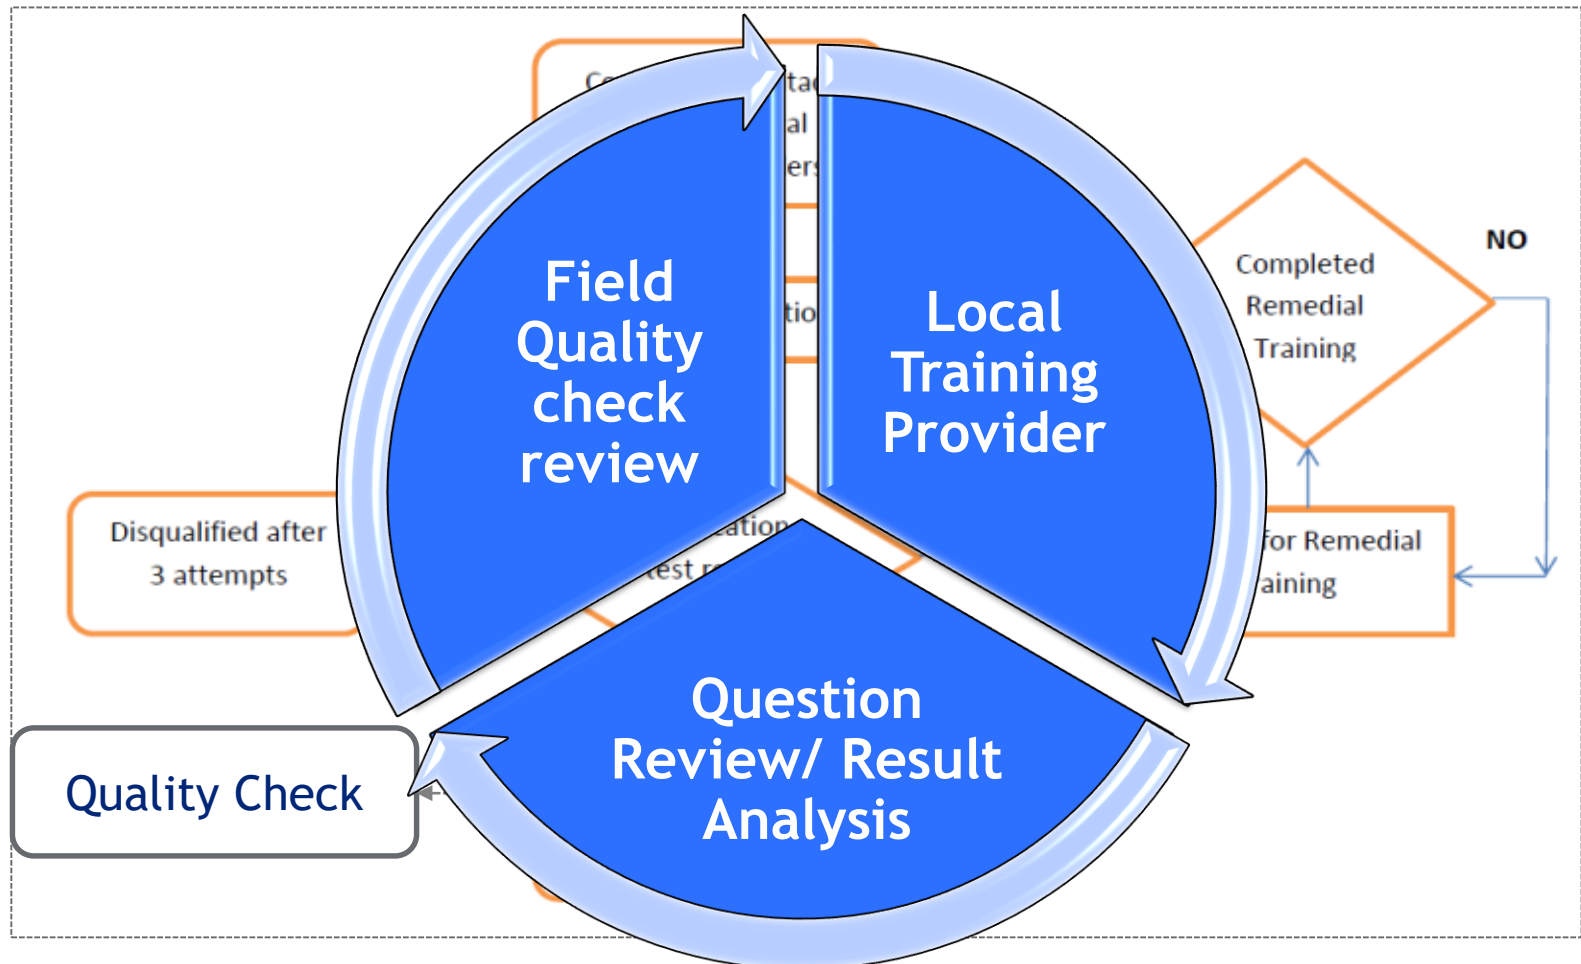 Field
Quality
check
review
Local
Training
Provider
Question
Review/ Result
Analysis
Completed
Remedial
Training
NO
for Remedial
Disqualified after
3 attempts
test
Quality Check